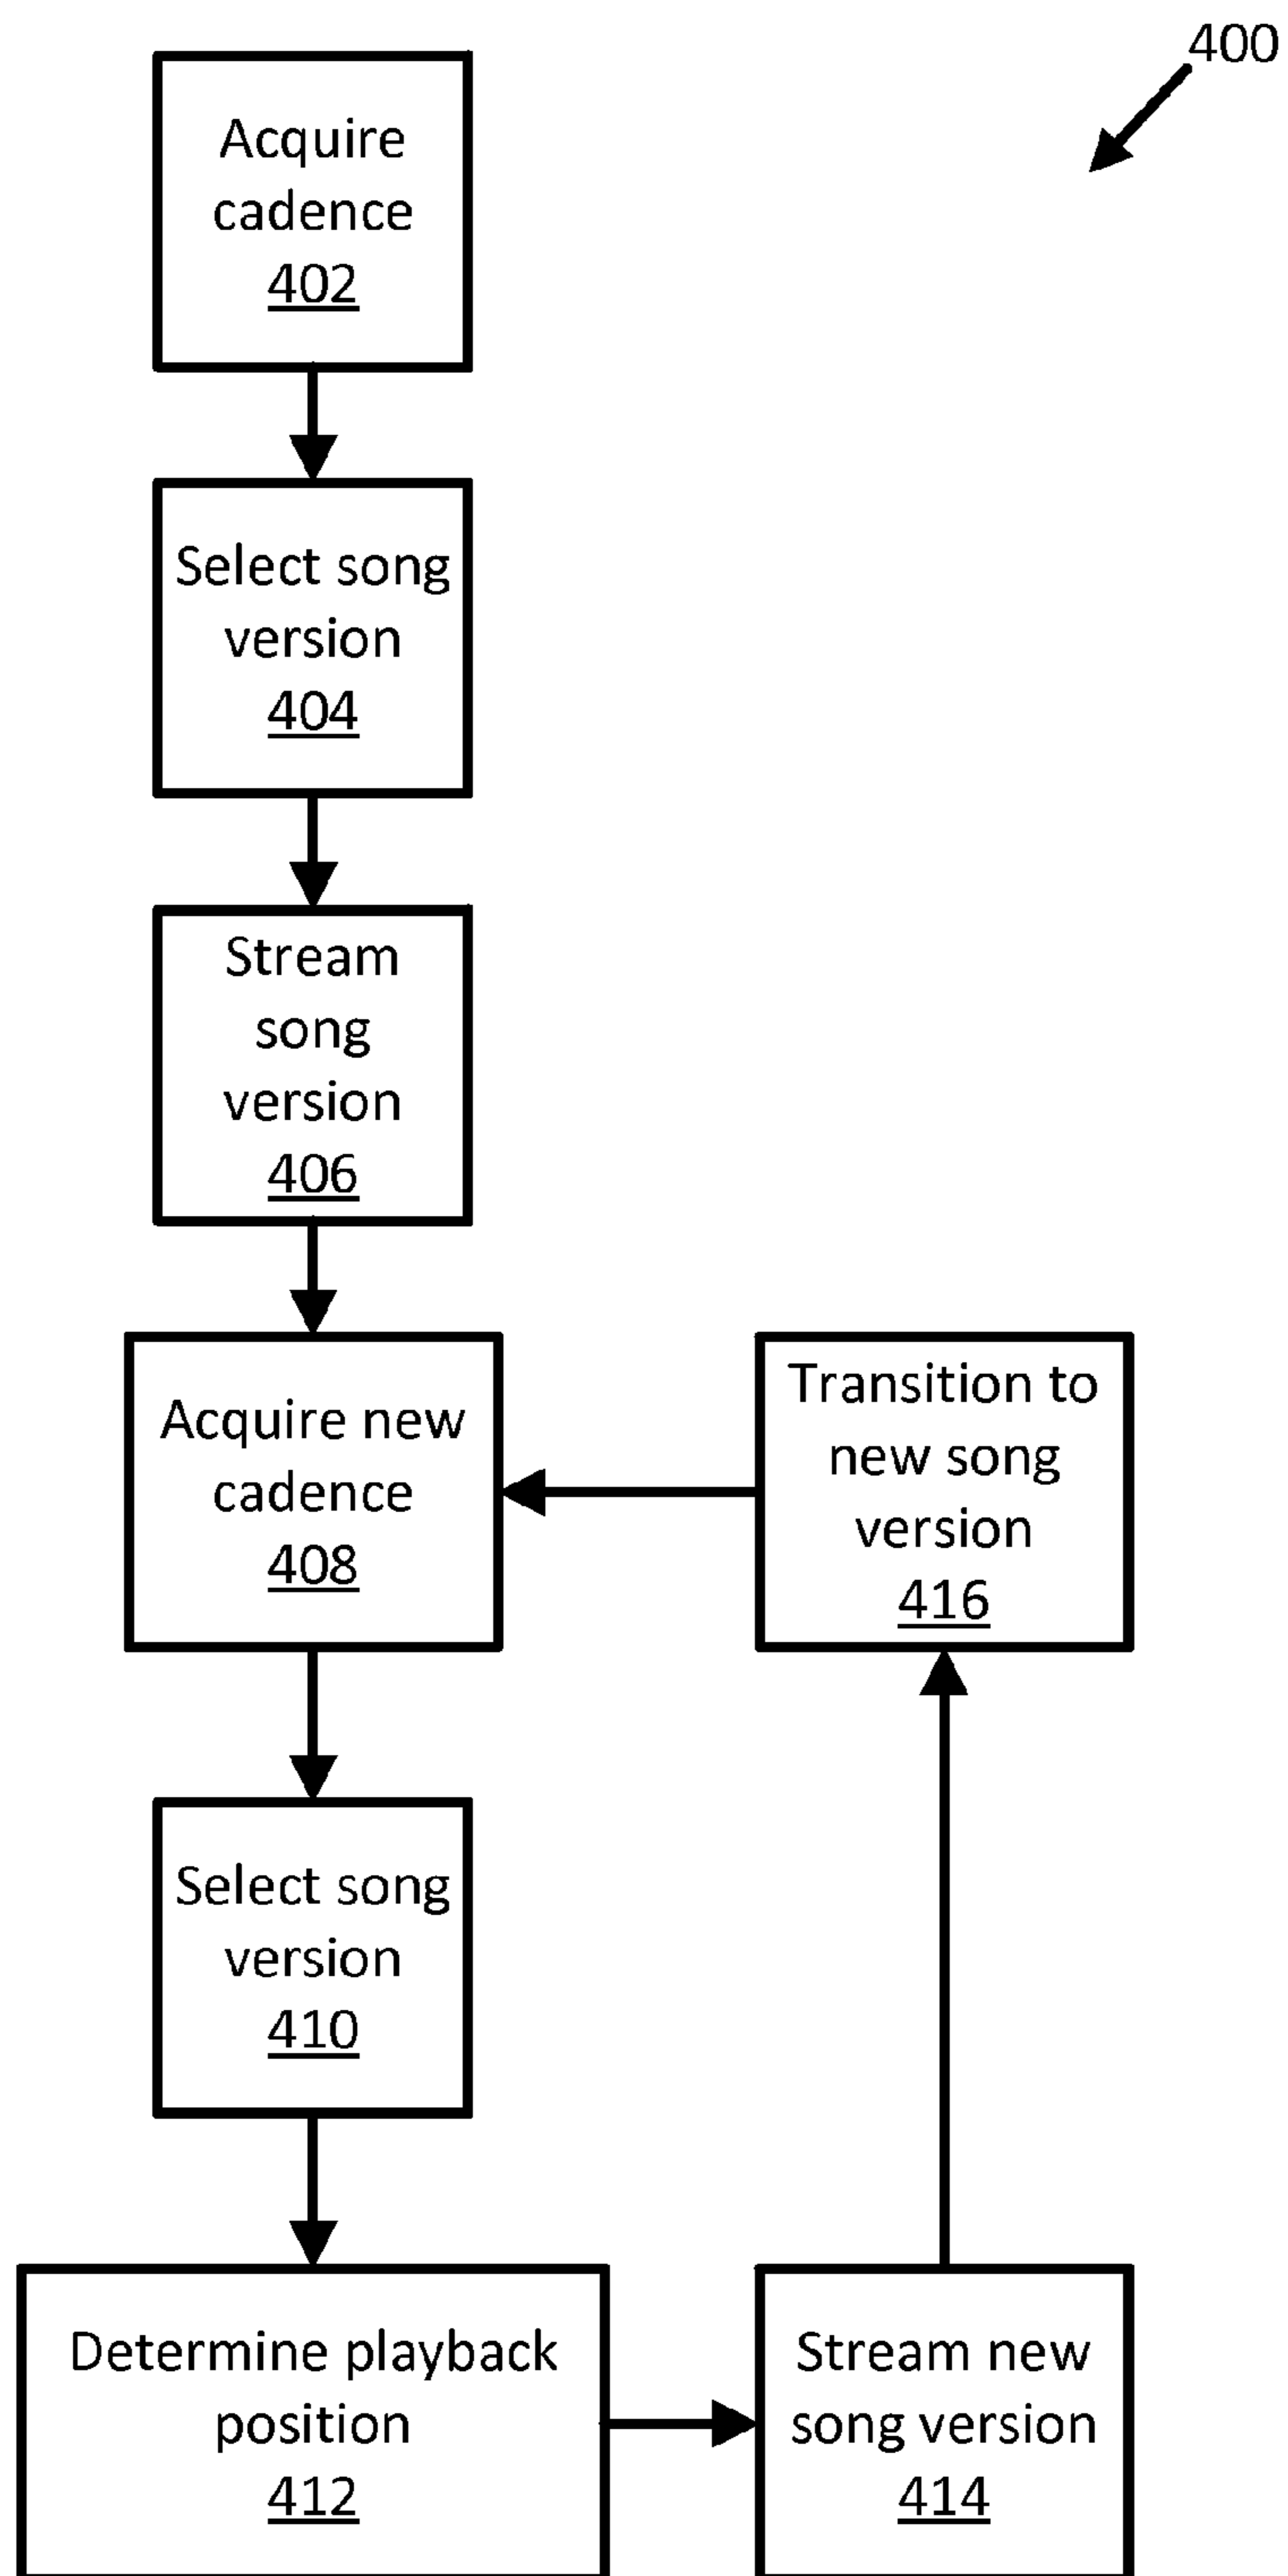 400
Acquire
cadence
402
Select song
version
404
Stream
song
version
406
Acquire new
cadence
408
Transition to
new song
version
416
Select song
version
410
Determine playback
position
412
Stream new
song version
414